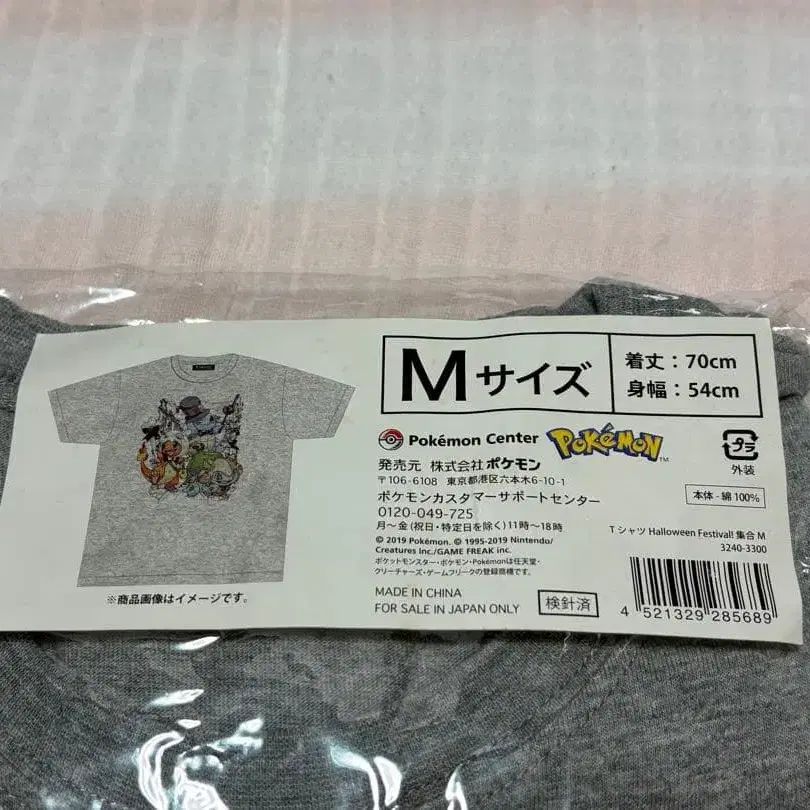 Mサイズ
着丈：70cm
身幅：54cm
Pokémon Center POKÉMON™
発売元 株式会社ポケモン
〒106-6108 東京都港区六本木6-10-1
ポケモンカスタマーサポートセンター
0120-049-725
月～金(祝日・特定日を除く)11時～18時
© 2019 Pokémon. © 1995-2019 Nintendo/
Creatures Inc./GAME FREAK inc.
ポケットモンスター・ポケモン・Pokémonは任天堂・
クリーチャーズ・ゲームフリークの登録商標です。
MADE IN CHINA
FOR SALE IN JAPAN ONLY
検針済
プラ
外装
本体 - 綿 100%
Tシャツ Halloween Festival! 集合 M
3240-3300
4 521329 285689
※商品画像はイメージです。